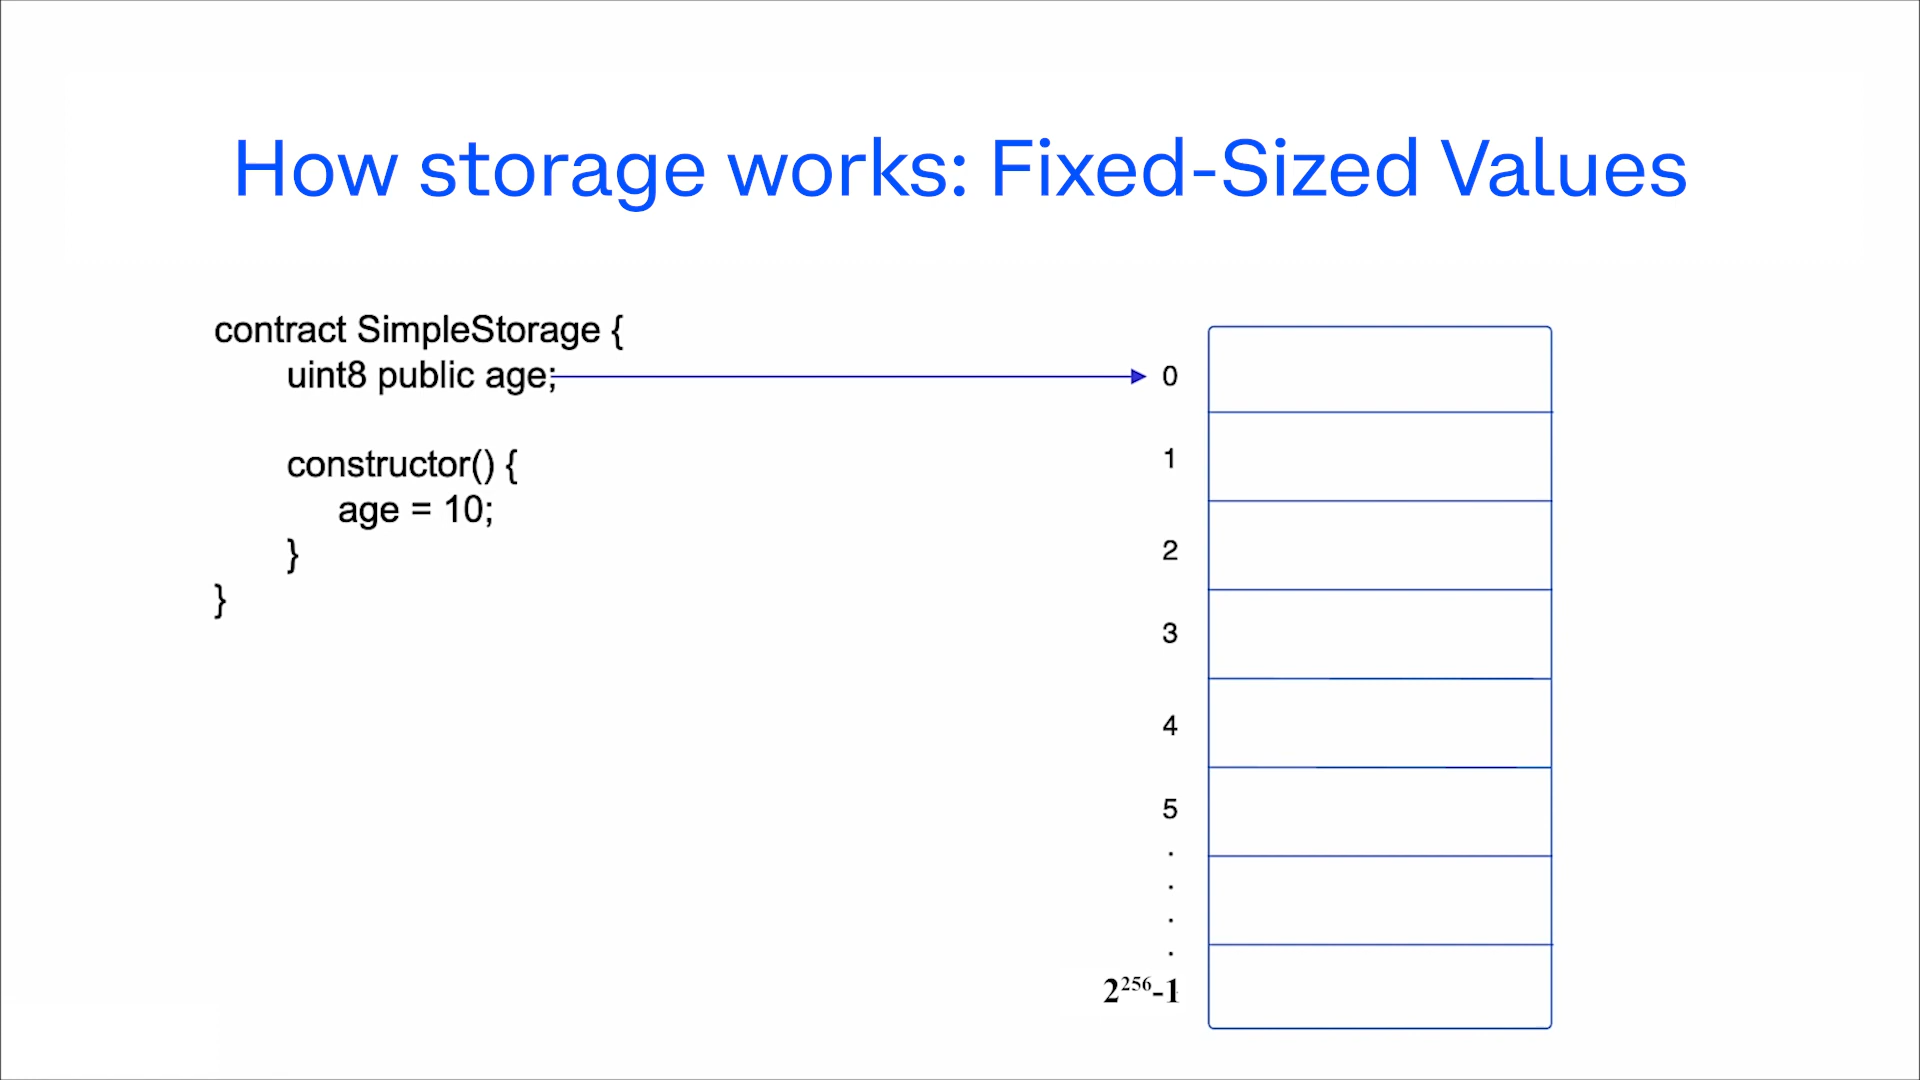 How storage works: Fixed-Sized Values
contract SimpleStorage {
uint8 public age;
constructor() {
age = 10;
}
}
0
1
2
3
4
5
.
.
.
.
2²⁵⁶-1